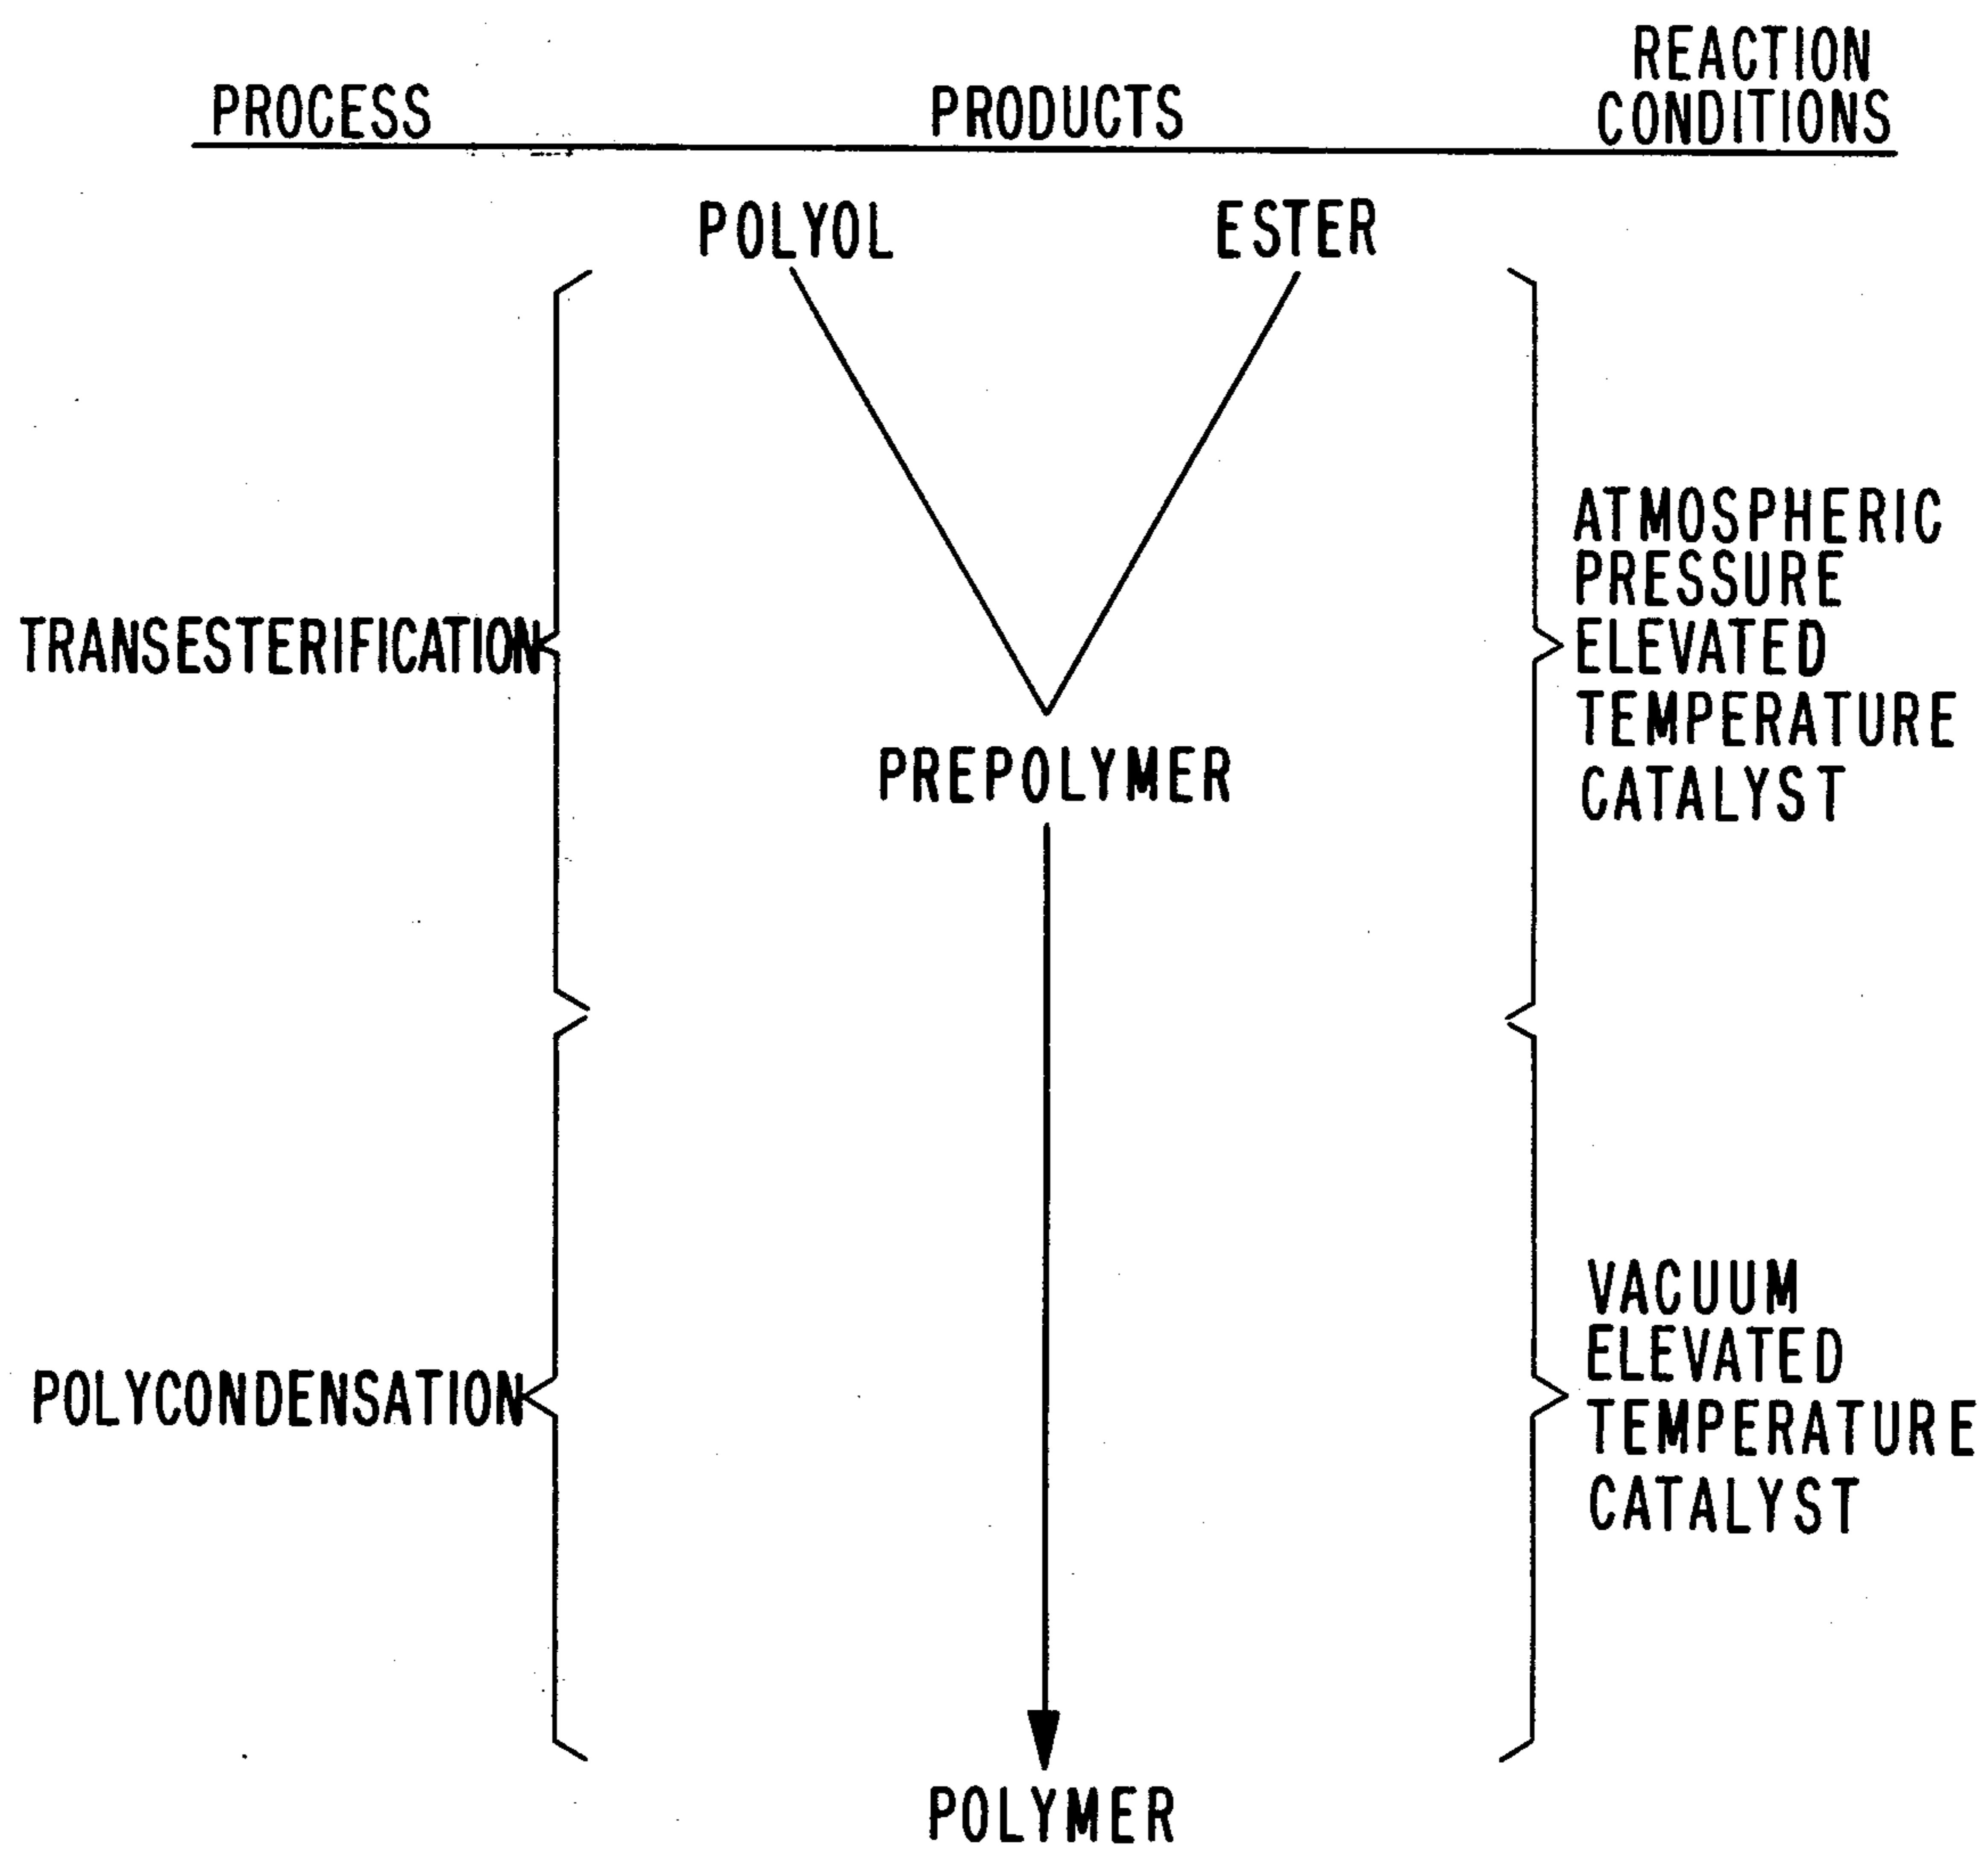 PROCESS
PRODUCTS
REACTION
CONDITIONS
POLYOL
ESTER
TRANSESTERIFICATION
ATMOSPHERIC
PRESSURE
ELEVATED
TEMPERATURE
CATALYST
PREPOLYMER
POLYCONDENSATION
VACUUM
ELEVATED
TEMPERATURE
CATALYST
POLYMER